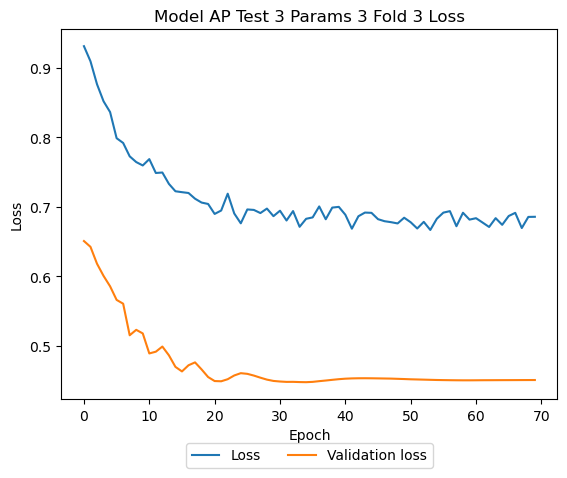 Model AP Test 3 Params 3 Fold 3 Loss
Loss
0.9
0.8
0.7
0.6
0.5
0 10 20 30 40 50 60 70
Epoch
Loss Validation loss